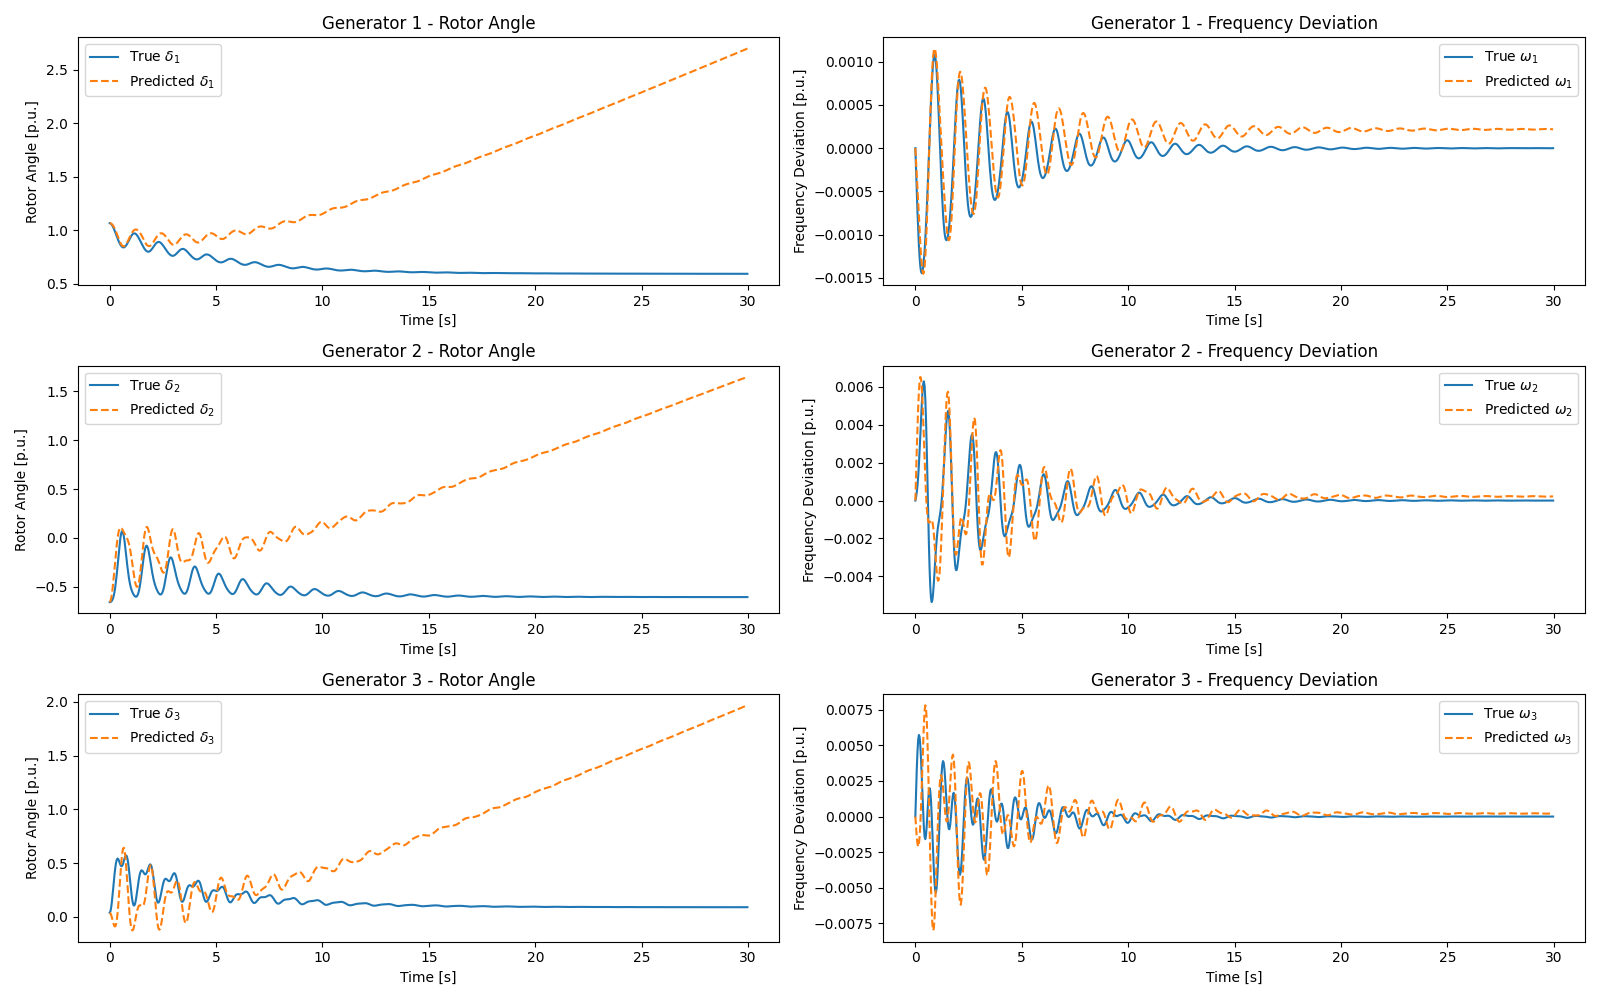 Generator 1 - Rotor Angle
Rotor Angle [p.u.]
2.5
2.0
1.5
1.0
0.5
True δ1
Predicted δ1
0 5 10 15 20 25 30
Time [s]
Generator 1 - Frequency Deviation
Frequency Deviation [p.u.]
0.0010
0.0005
0.0000
−0.0005
−0.0010
−0.0015
True ω1
Predicted ω1
0 5 10 15 20 25 30
Time [s]
Generator 2 - Rotor Angle
Rotor Angle [p.u.]
1.5
1.0
0.5
0.0
−0.5
True δ2
Predicted δ2
0 5 10 15 20 25 30
Time [s]
Generator 2 - Frequency Deviation
Frequency Deviation [p.u.]
0.006
0.004
0.002
0.000
−0.002
−0.004
True ω2
Predicted ω2
0 5 10 15 20 25 30
Time [s]
Generator 3 - Rotor Angle
Rotor Angle [p.u.]
2.0
1.5
1.0
0.5
0.0
True δ3
Predicted δ3
0 5 10 15 20 25 30
Time [s]
Generator 3 - Frequency Deviation
Frequency Deviation [p.u.]
0.0075
0.0050
0.0025
0.0000
−0.0025
−0.0050
−0.0075
True ω3
Predicted ω3
0 5 10 15 20 25 30
Time [s]